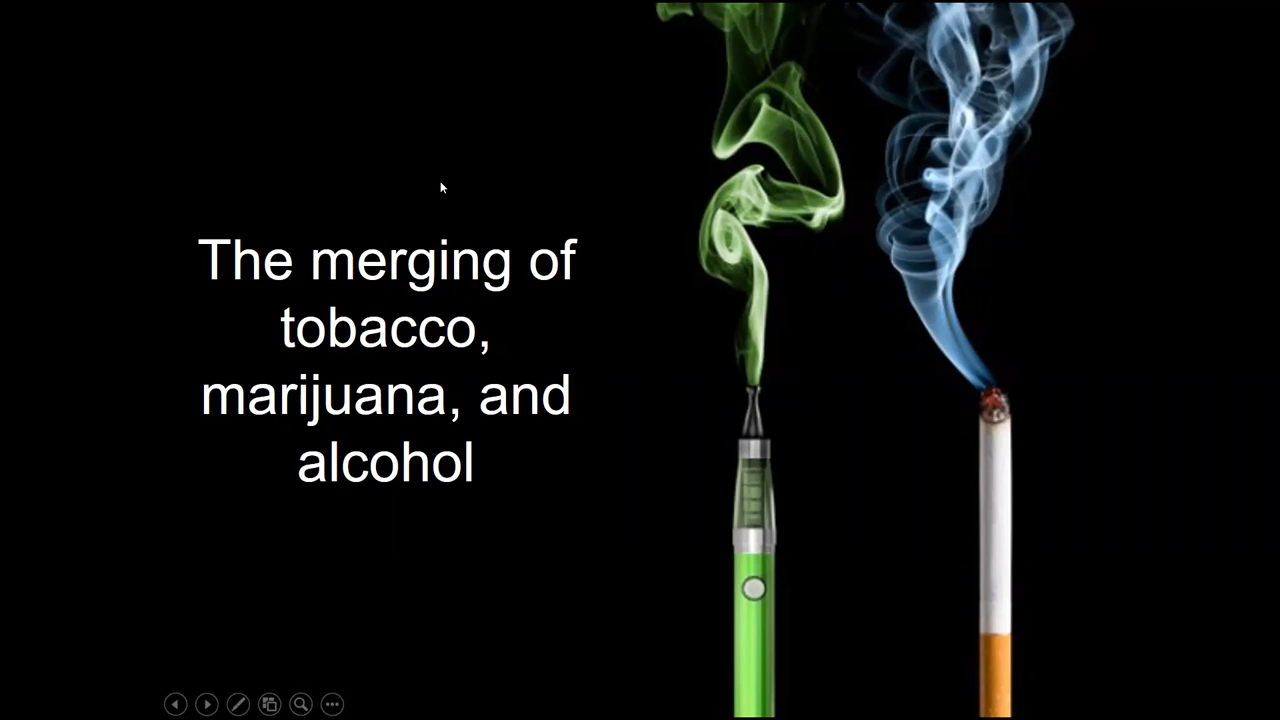 The merging of
tobacco,
marijuana, and
alcohol